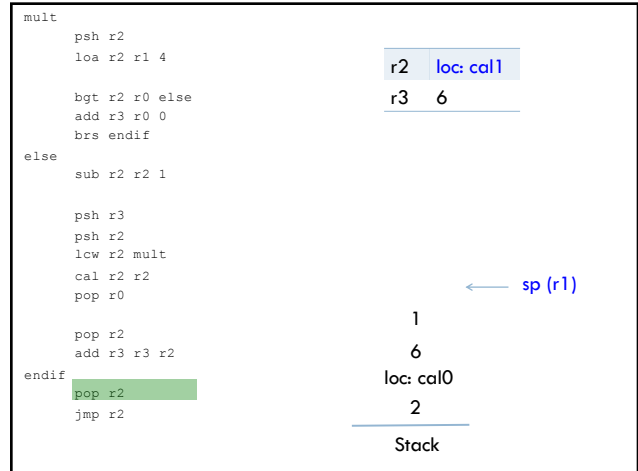 mult
psh r2
loa r2 r1 4
bgt r2 r0 else
add r3 r0 0
brs endif
else
sub r2 r2 1
psh r3
psh r2
lcw r2 mult
cal r2 r2
pop r0
pop r2
add r3 r3 r2
endif
pop r2
jmp r2
r2 loc: cal1
r3 6
sp (r1)
1
6
loc: cal0
2
Stack